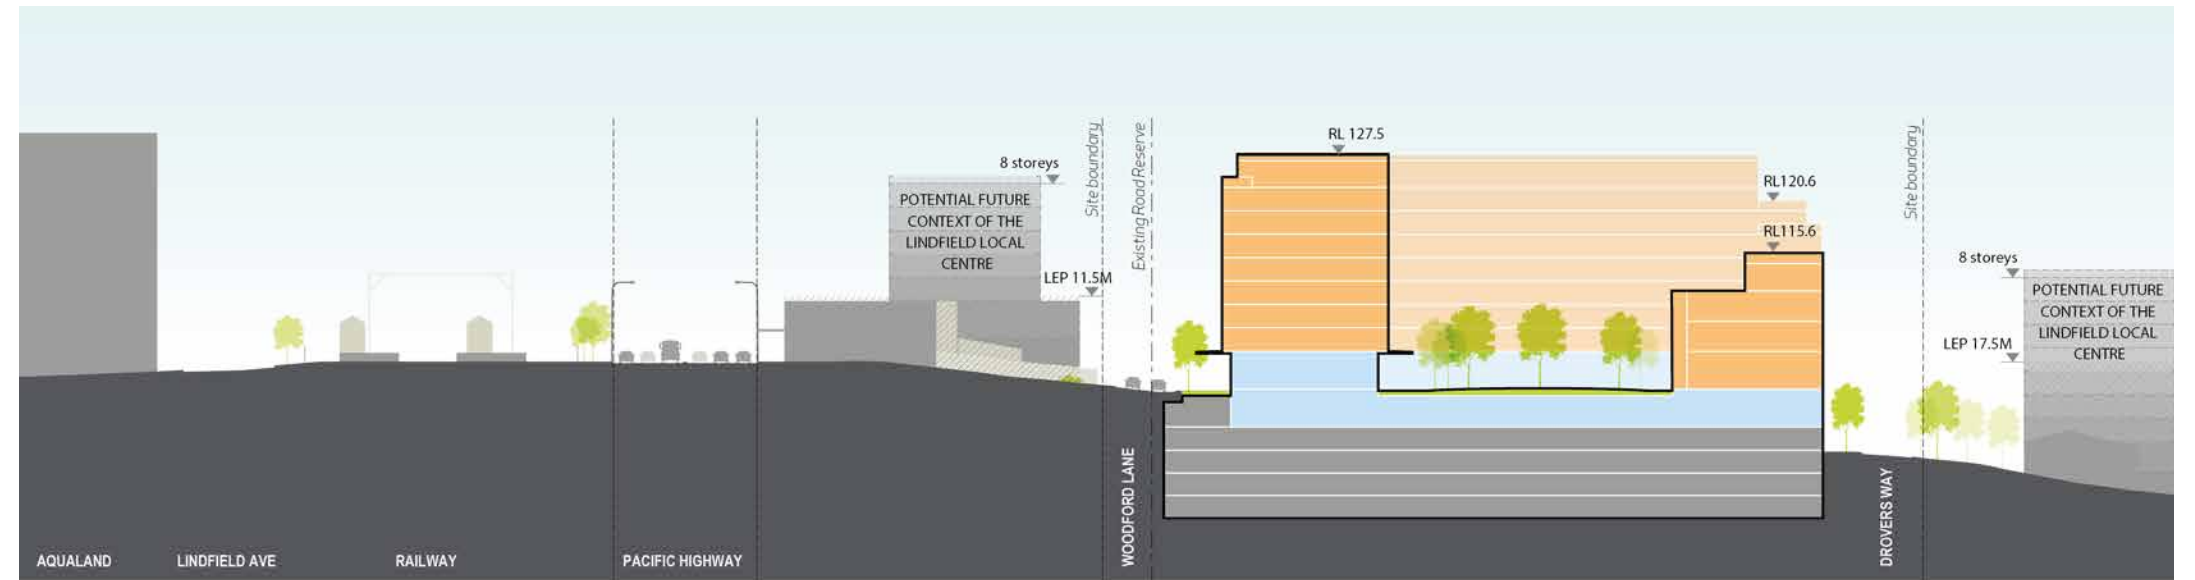 8 storeys
POTENTIAL FUTURE
CONTEXT OF THE
LINDFIELD LOCAL
CENTRE
LEP 11.5M
Site boundary
Existing Road Reserve
RL 127.5
RL120.6
RL115.6
Site boundary
8 storeys
POTENTIAL FUTURE
CONTEXT OF THE
LINDFIELD LOCAL
CENTRE
LEP 17.5M
AQUALAND
LINDFIELD AVE
RAILWAY
PACIFIC HIGHWAY
WOODFORD LANE
DROVERS WAY